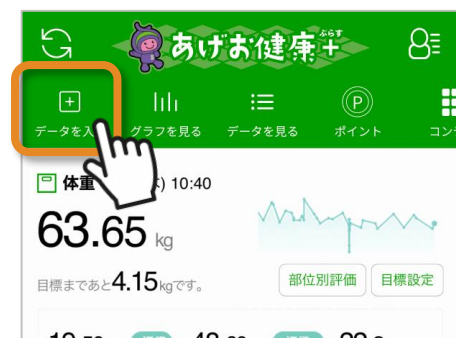 あげお健康＋
ぷらす
データを入
グラフを見る
データを見る
ポイント
コン
体重
10:40
63.65 kg
目標まであと4.15kgです。
部位別評価
目標設定